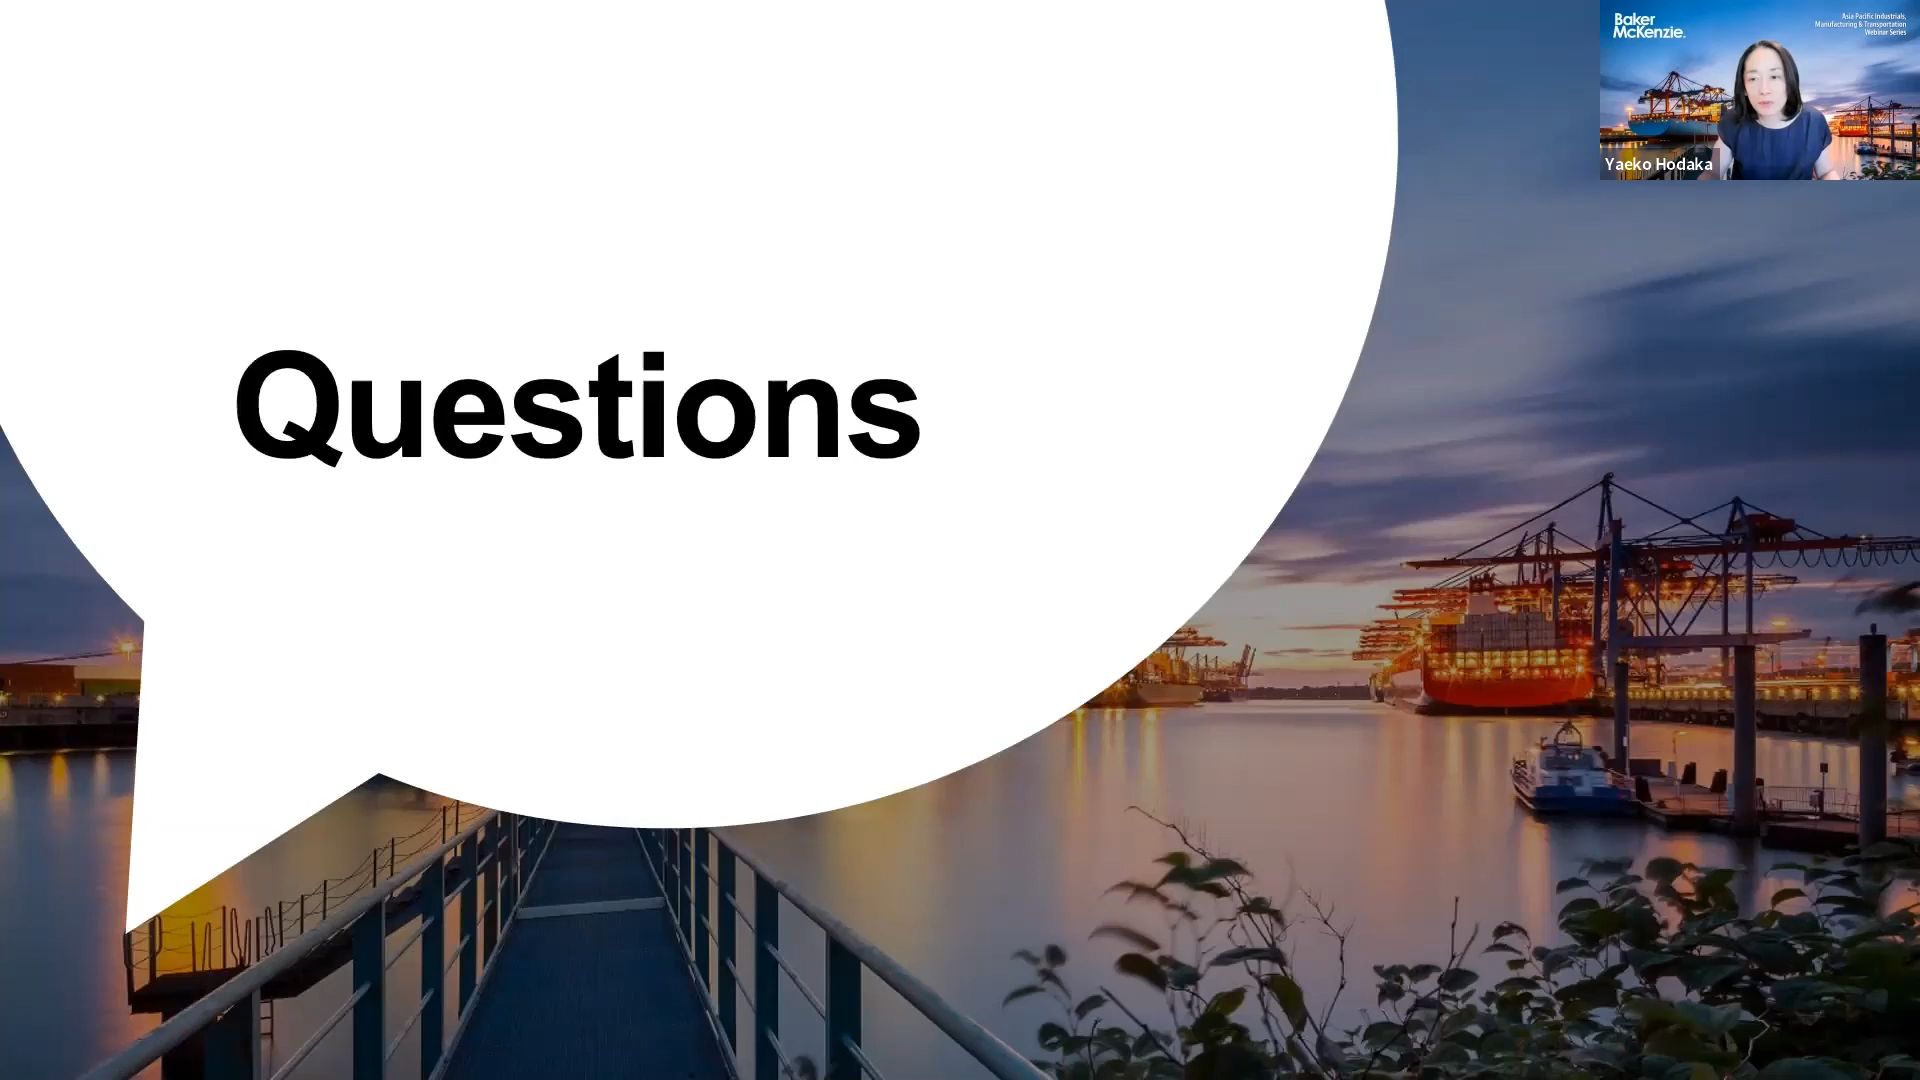 Questions
Baker
McKenzie.
Asia Pacific Industrials,
Manufacturing & Transportation
Webinar Series
Yaeko Hodaka